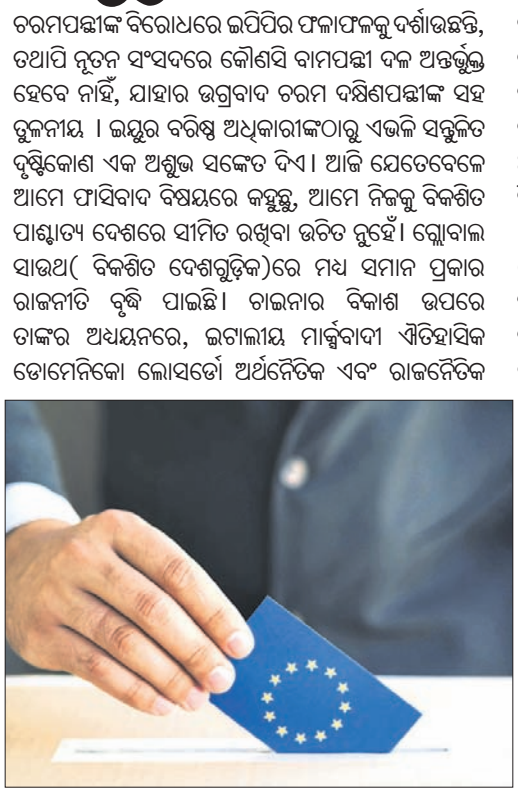 ଚରମପନ୍ଥୀଙ୍କ ବିରୋଧରେ ଇପିପିର ଫଳାଫଳକୁ ଦର୍ଶାଉଛନ୍ତି,
ତଥାପି ନୂତନ ସଂସଦରେ କୌଣସି ବାମପନ୍ଥୀ ଦଳ ଅନ୍ତର୍ଭୁକ୍ତ
ହେବେ ନାହିଁ, ଯାହାର ଉଗ୍ରବାଦ ଚରମ ଦକ୍ଷିଣପନ୍ଥୀଙ୍କ ସହ
ତୁଳନୀୟ । ଇୟୁର ବରିଷ୍ଠ ଅଧିକାରୀଙ୍କଠାରୁ ଏଭଳି ସନ୍ତୁଳିତ
ଦୃଷ୍ଟିକୋଣ ଏକ ଅଶୁଭ ସଙ୍କେତ ଦିଏ। ଆଜି ଯେତେବେଳେ
ଆମେ ଫାସିବାଦ ବିଷୟରେ କହୁଛୁ, ଆମେ ନିଜକୁ ବିକଶିତ
ପାଶ୍ଚାତ୍ୟ ଦେଶରେ ସୀମିତ ରଖିବା ଉଚିତ ନୁହେଁ। ଗ୍ଲୋବାଲ
ସାଉଥ( ବିକଶିତ ଦେଶଗୁଡ଼ିକ)ରେ ମଧ୍ୟ ସମାନ ପ୍ରକାର
ରାଜନୀତି ବୃଦ୍ଧି ପାଇଛି। ଚାଇନାର ବିକାଶ ଉପରେ
ତାଙ୍କର ଅଧ୍ୟୟନରେ, ଇଟାଲୀୟ ମାର୍କ୍ସବାଦୀ ଐତିହାସିକ
ଡୋମେନିକୋ ଲୋସର୍ଡୋ ଅର୍ଥନୈତିକ ଏବଂ ରାଜନୈତିକ